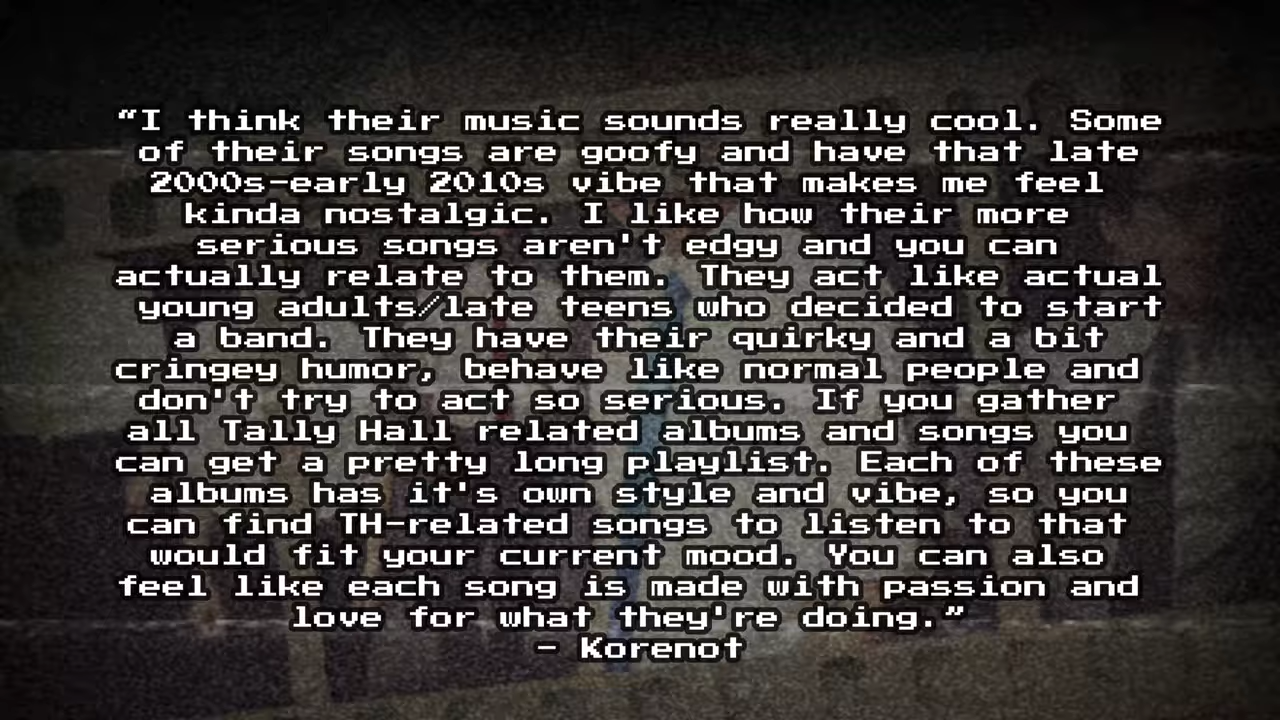 "I think their music sounds really cool. Some
of their songs are goofy and have that late
2000s-early 2010s vibe that makes me feel
kinda nostalgic. I like how their more
serious songs aren't edgy and you can
actually relate to them. They act like actual
young adults/late teens who decided to start
a band. They have their quirky and a bit
cringey humor, behave like normal people and
don't try to act so serious. If you gather
all Tally Hall related albums and songs you
can get a pretty long playlist. Each of these
albums has it's own style and vibe, so you
can find TH-related songs to listen to that
would fit your current mood. You can also
feel like each song is made with passion and
love for what they're doing."
- Korenot